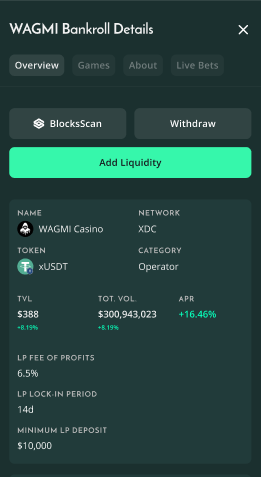 WAGMI Bankroll Details
Overview Games About Live Bets
BlocksScan Withdraw
Add Liquidity
NAME NETWORK
WAGMI Casino XDC
TOKEN CATEGORY
xUSDT Operator
TVL TOT. VOL. APR
$388 $300,943,023 +16.46%
+8.19% +8.19%
LP FEE OF PROFITS
6.5%
LP LOCK-IN PERIOD
14d
MINIMUM LP DEPOSIT
$10,000